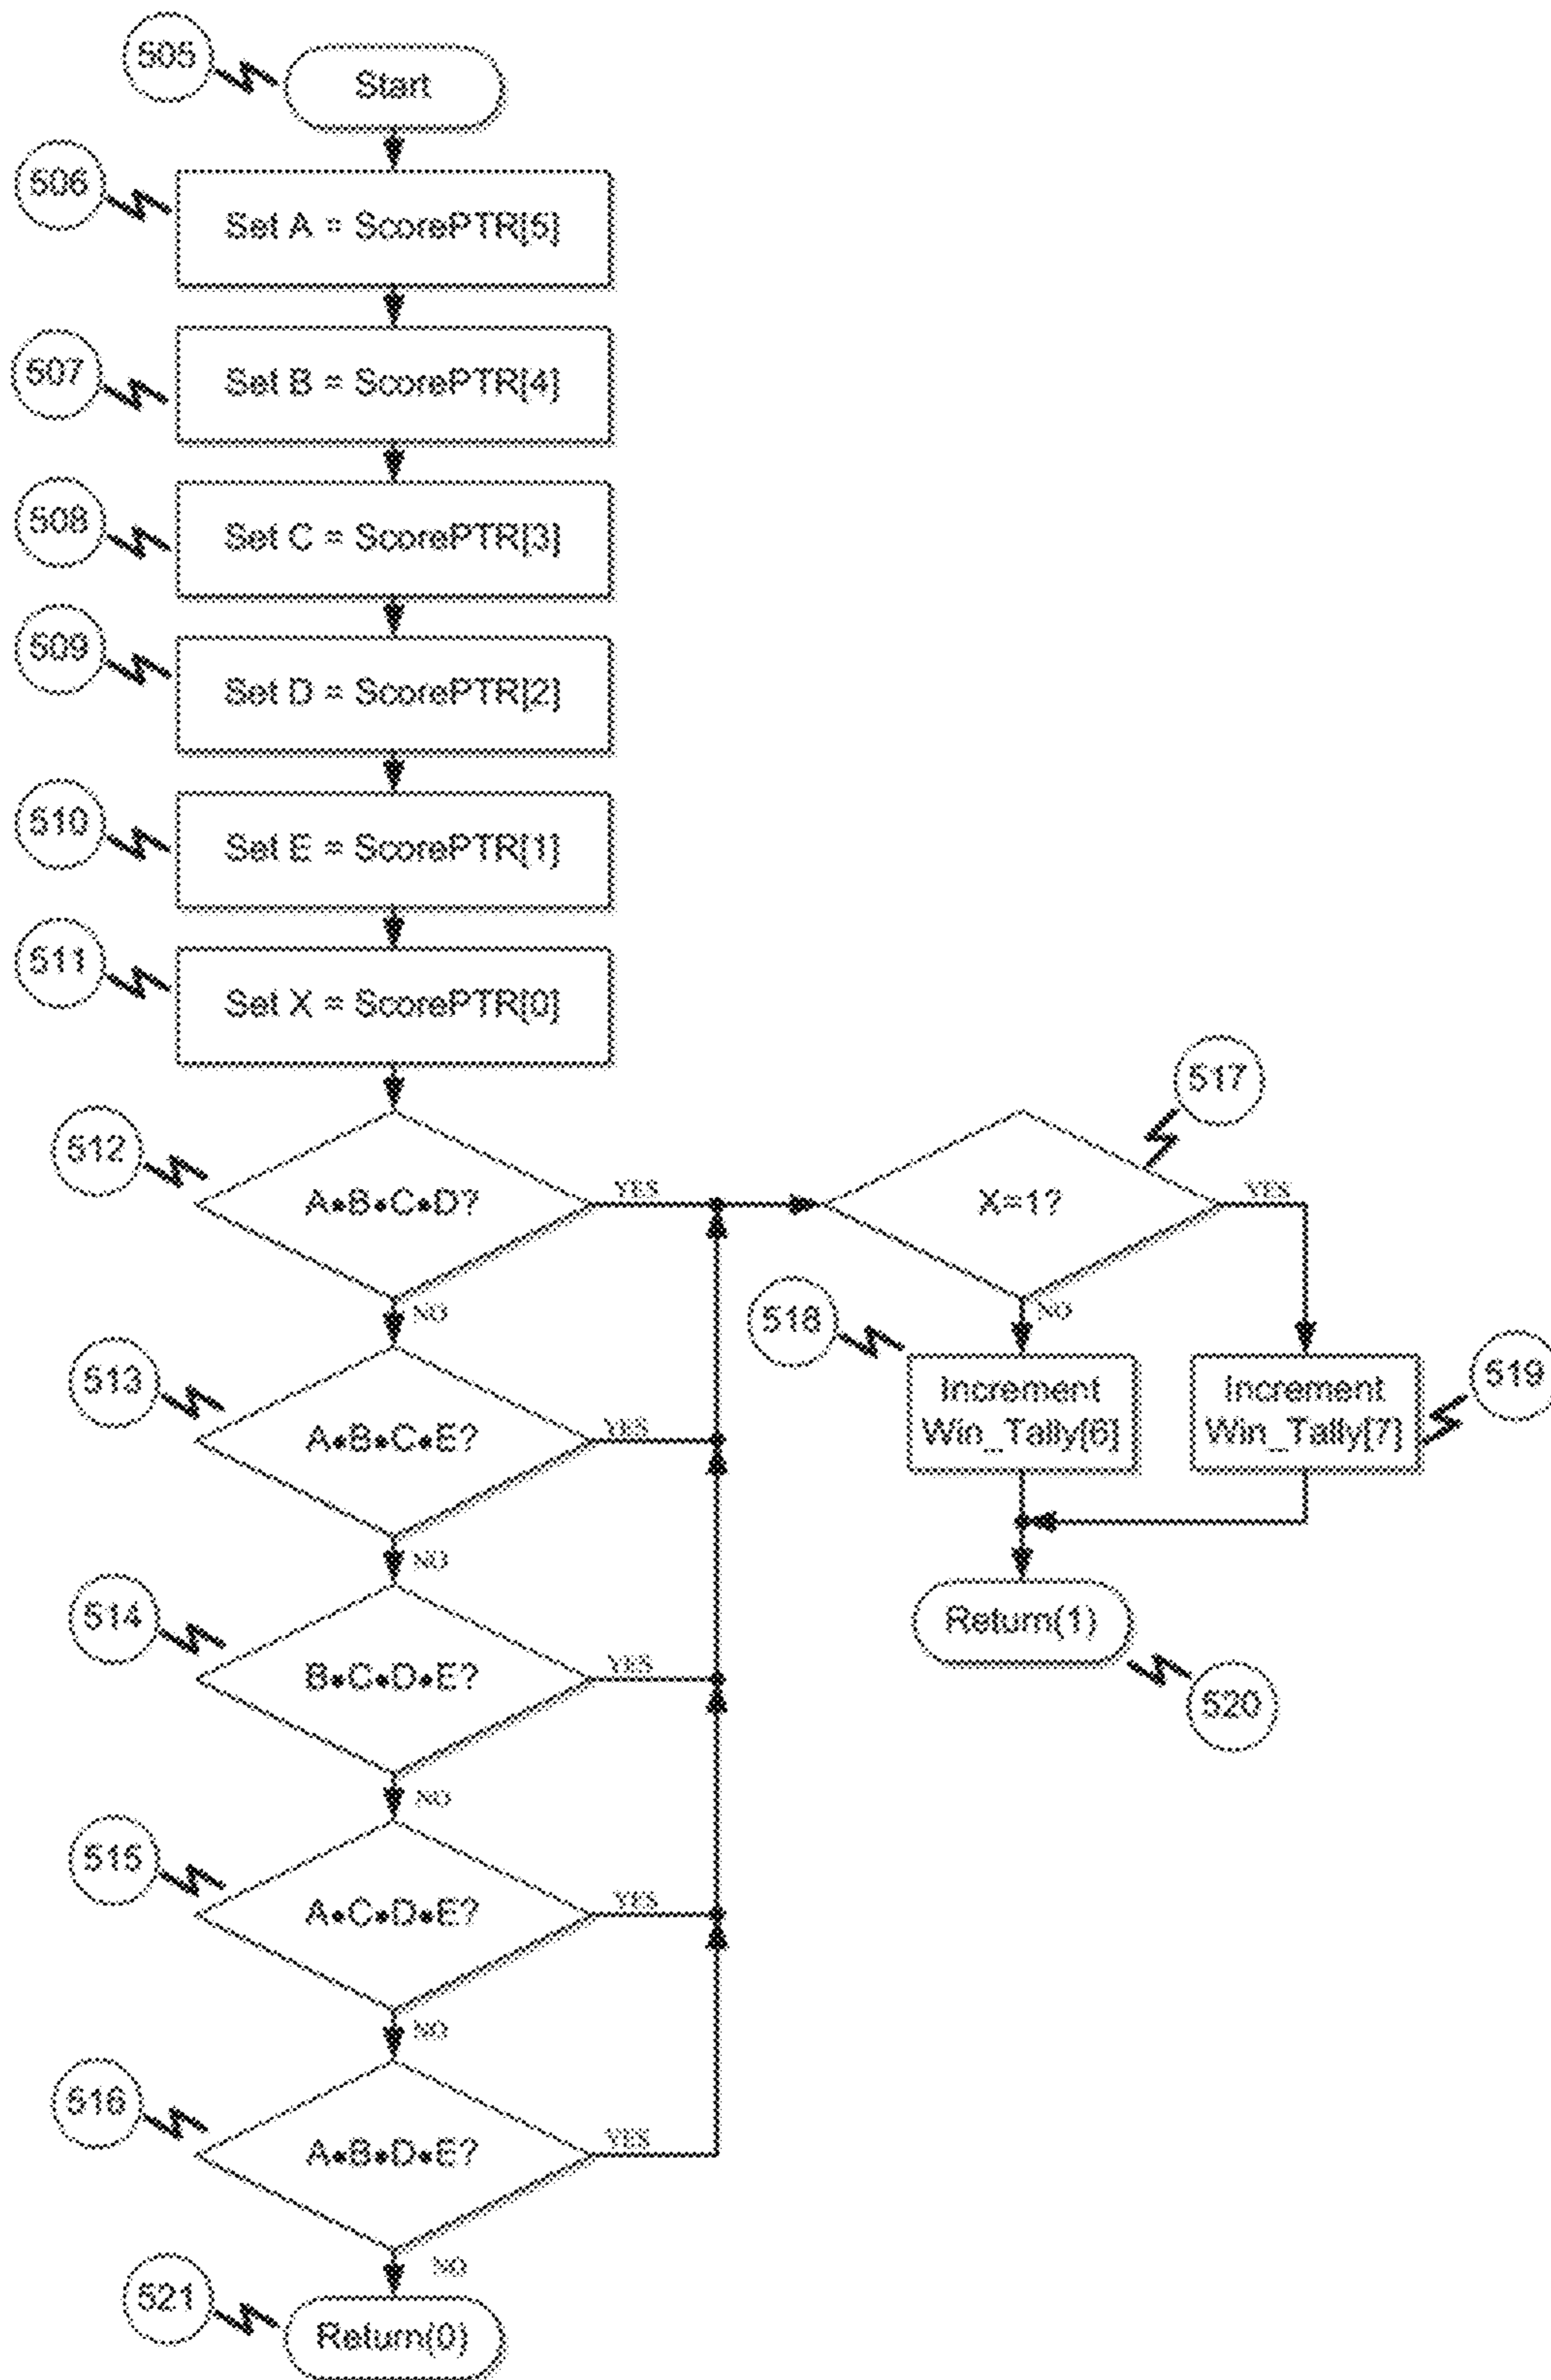 505
Start
506
Set A = ScorePTR[5]
507
Set B = ScorePTR[4]
508
Set C = ScorePTR[3]
509
Set D = ScorePTR[2]
510
Set E = ScorePTR[1]
511
Set X = ScorePTR[0]
512
A•B•C•D?
YES
NO
517
X=1?
YES
NO
513
A•B•C•E?
YES
NO
518
Increment
Win_Tally[6]
519
Increment
Win_Tally[7]
514
B•C•D•E?
YES
NO
Return(1)
520
515
A•C•D•E?
YES
NO
516
A•B•D•E?
YES
NO
521
Return(0)